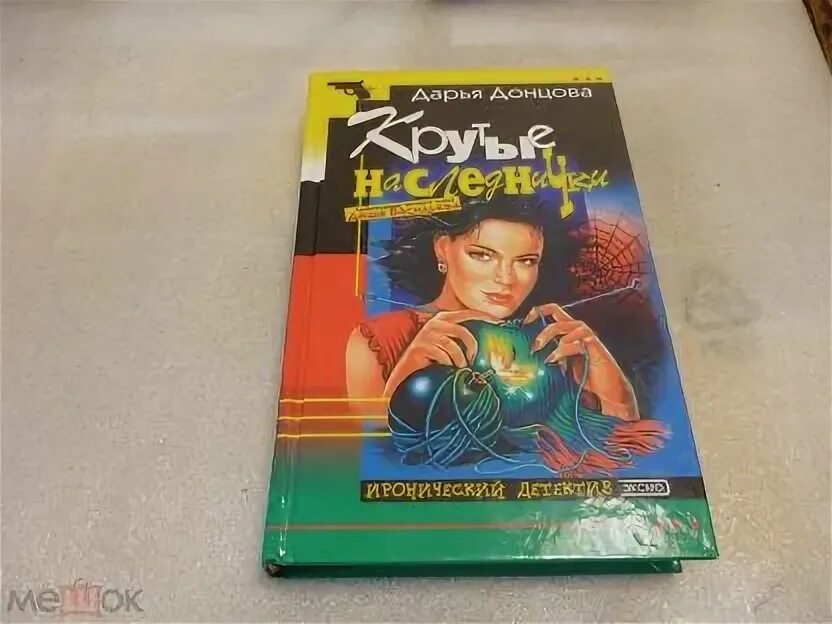 Дарья Донцова
Крутые
наследнички
ИРОНИЧЕСКИЙ ДЕТЕКТИВ ЭКСМО
мешок